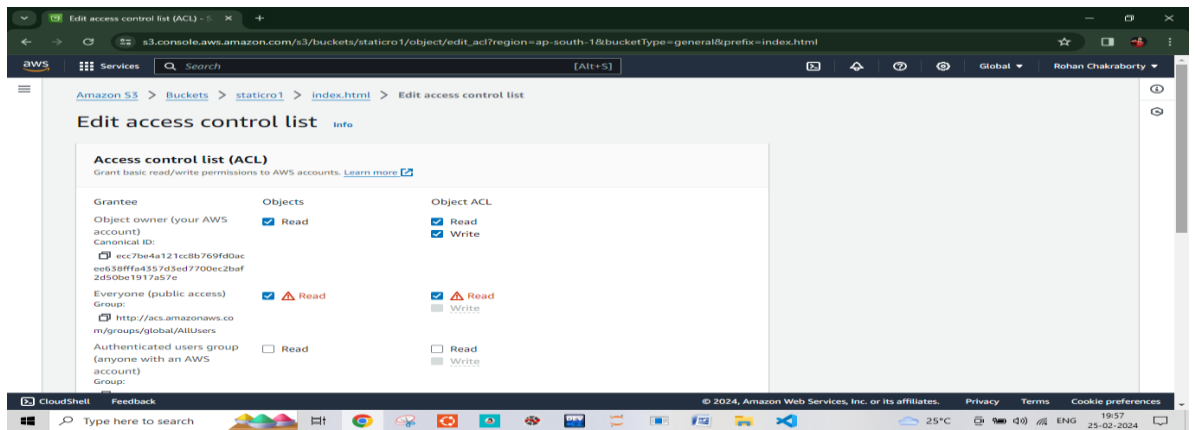 Edit access control list (ACL) - S
s3.console.aws.amazon.com/s3/buckets/staticro1/object/edit_acl?region=ap-south-1&bucketType=general&prefix=index.html
aws Services Search [Alt+S] Global Rohan Chakraborty
Amazon S3 > Buckets > staticro1 > index.html > Edit access control list
Edit access control list Info
Access control list (ACL)
Grant basic read/write permissions to AWS accounts. Learn more
Grantee Objects Object ACL
Object owner (your AWS Read Read
account) Write
Canonical ID:
ecc7be4a121cc8b769fd0ac
ee638fffa4357d3ed7700ec2baf
2d50be1917a57e
Everyone (public access) Read Read
Group: Write
http://acs.amazonaws.co
m/groups/global/AllUsers
Authenticated users group Read Read
(anyone with an AWS Write
account)
Group:
CloudShell Feedback © 2024, Amazon Web Services, Inc. or its affiliates. Privacy Terms Cookie preferences
Type here to search 25°C ENG 19:57
25-02-2024